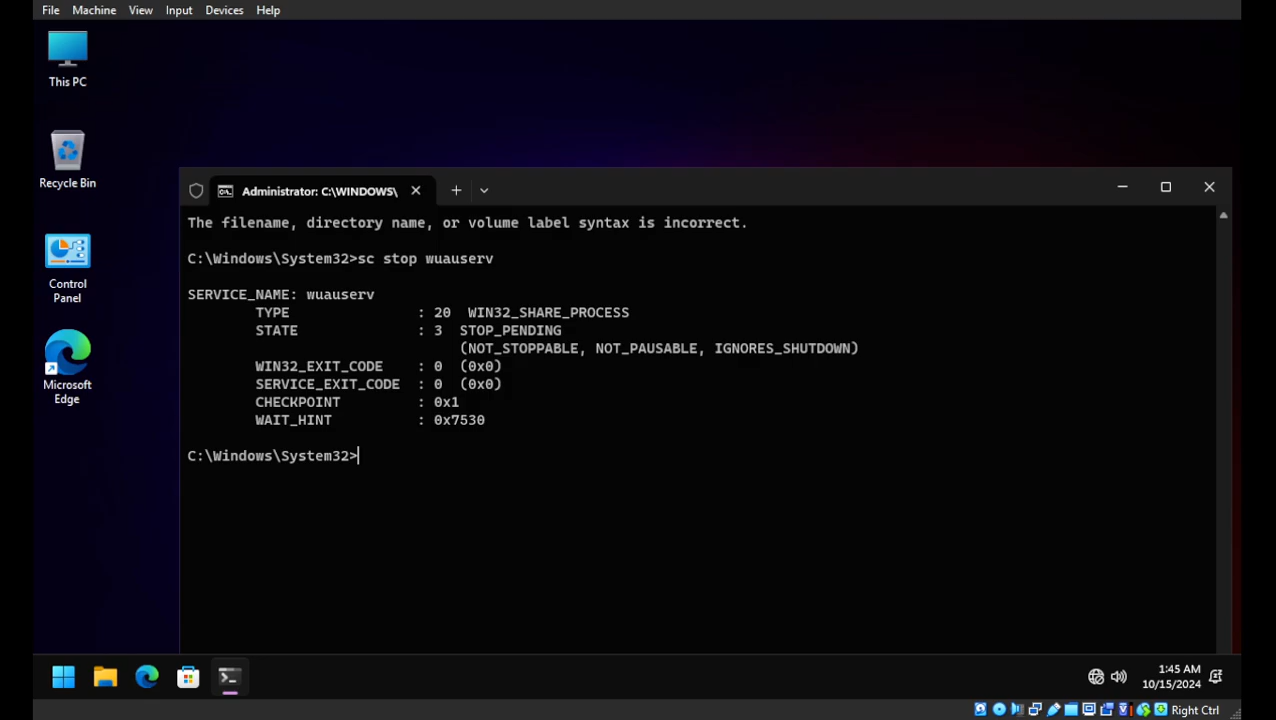 File Machine View Input Devices Help
This PC
Recycle Bin
Control
Panel
Microsoft
Edge
Administrator: C:\WINDOWS\
The filename, directory name, or volume label syntax is incorrect.
C:\Windows\System32>sc stop wuauserv
SERVICE_NAME: wuauserv
TYPE : 20 WIN32_SHARE_PROCESS
STATE : 3 STOP_PENDING
(NOT_STOPPABLE, NOT_PAUSABLE, IGNORES_SHUTDOWN)
WIN32_EXIT_CODE : 0 (0x0)
SERVICE_EXIT_CODE : 0 (0x0)
CHECKPOINT : 0x1
WAIT_HINT : 0x7530
C:\Windows\System32>
1:45 AM
10/15/2024
Right Ctrl